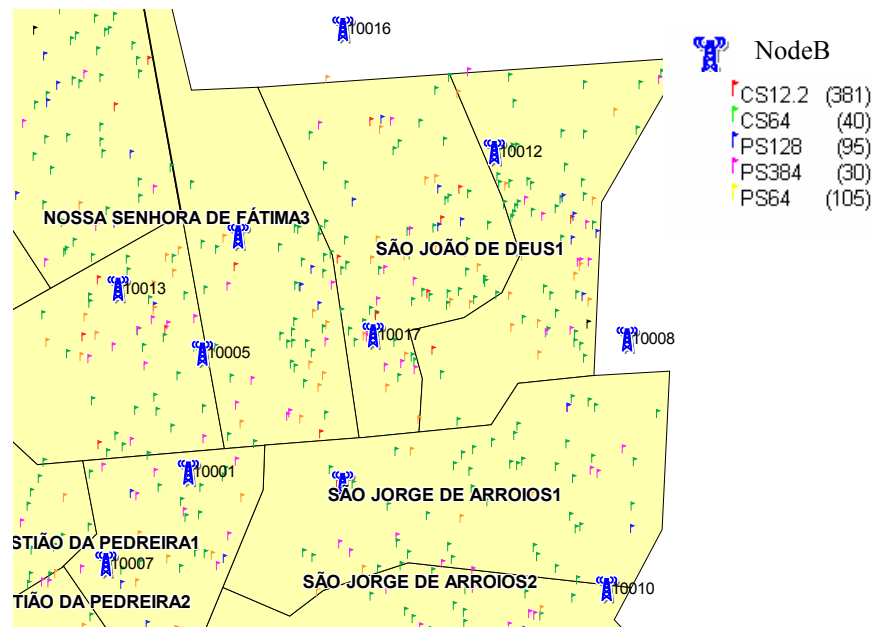 10016
NodeB
CS12.2 (381)
CS64 (40)
PS128 (95)
PS384 (30)
PS64 (105)
10012
NOSSA SENHORA DE FÁTIMA3
SÃO JOÃO DE DEUS1
10013
10017
10008
10005
10001
SÃO JORGE DE ARROIOS1
STIÃO DA PEDREIRA1
10007
SÃO JORGE DE ARROIOS2
10010
TIÃO DA PEDREIRA2